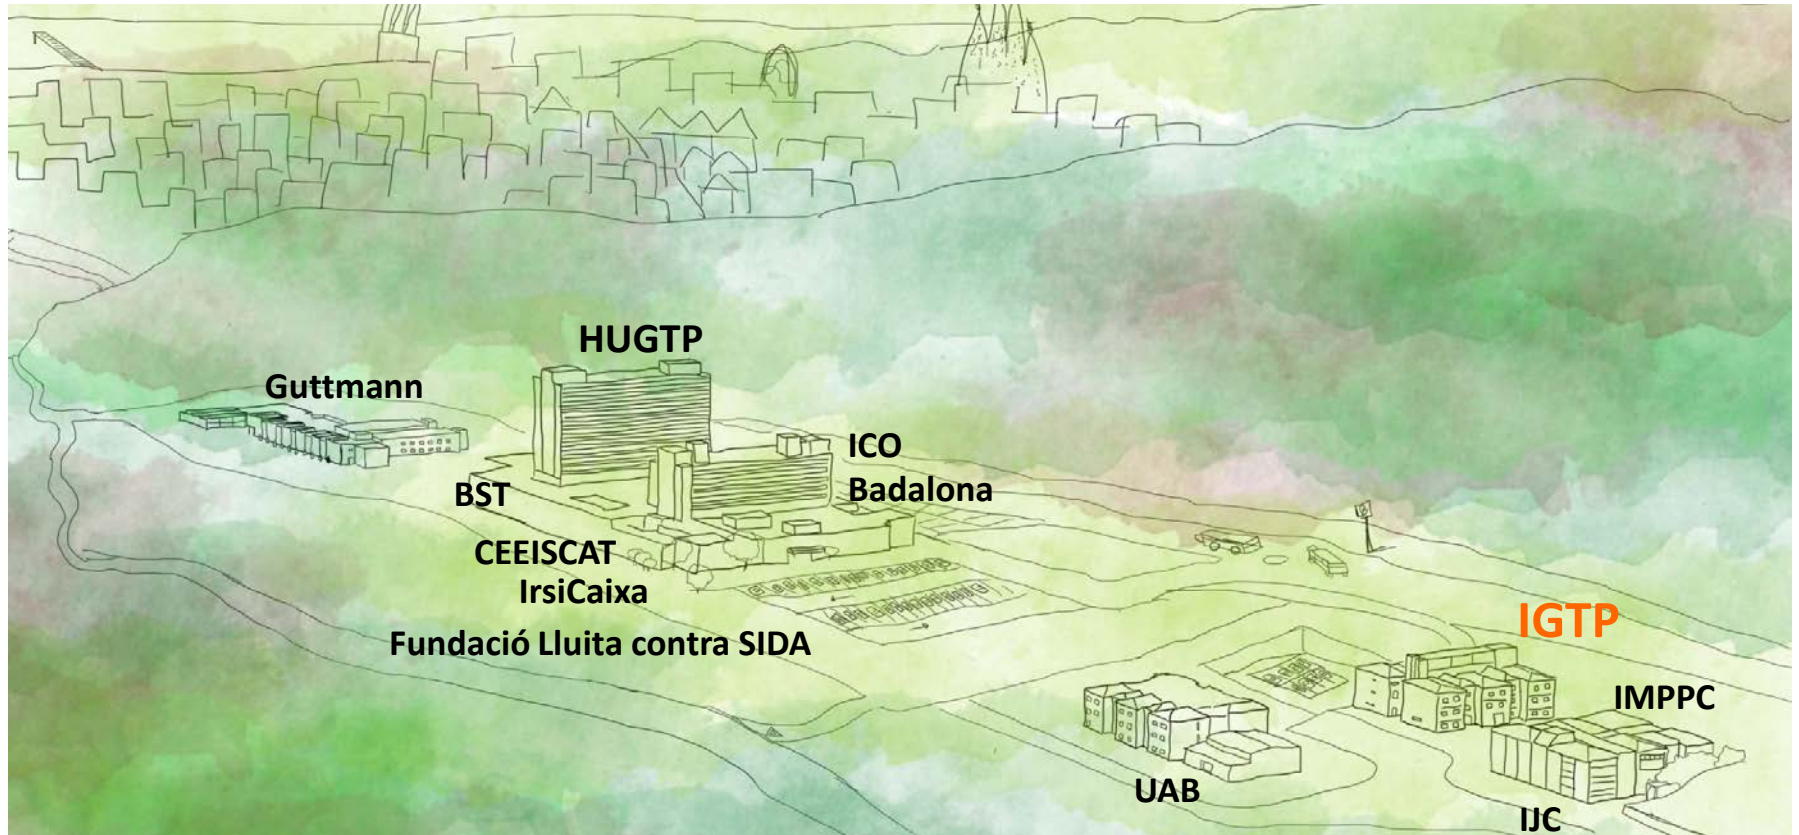 HUGTP
Guttmann
ICO
Badalona
BST
CEEISCAT
IrsiCaixa
Fundació Lluita contra SIDA
IGTP
IMPPC
UAB
IJC